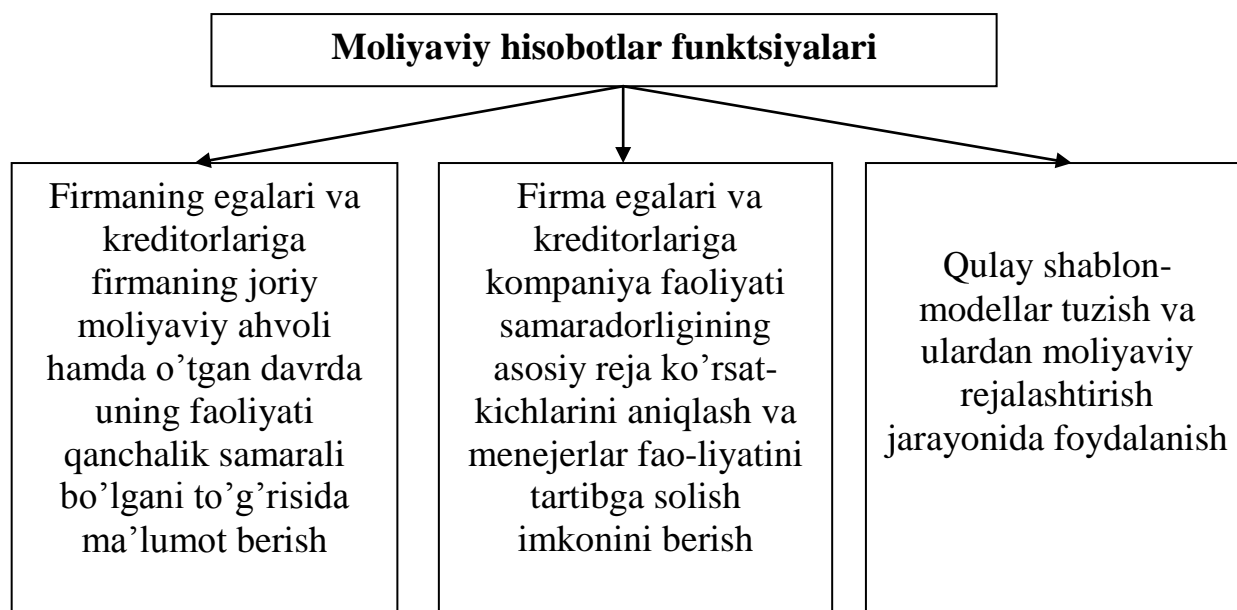 Moliyaviy hisobotlar funktsiyalari
Firmaning egalari va
kreditorlariga
firmaning joriy
moliyaviy ahvoli
hamda o’tgan davrda
uning faoliyati
qanchalik samarali
bo’lgani to’g’risida
ma’lumot berish
Firma egalari va
kreditorlariga
kompaniya faoliyati
samaradorligining
asosiy reja ko’rsat-
kichlarini aniqlash va
menejerlar fao-liyatini
tartibga solish
imkonini berish
Qulay shablon-
modellar tuzish va
ulardan moliyaviy
rejalashtirish
jarayonida foydalanish